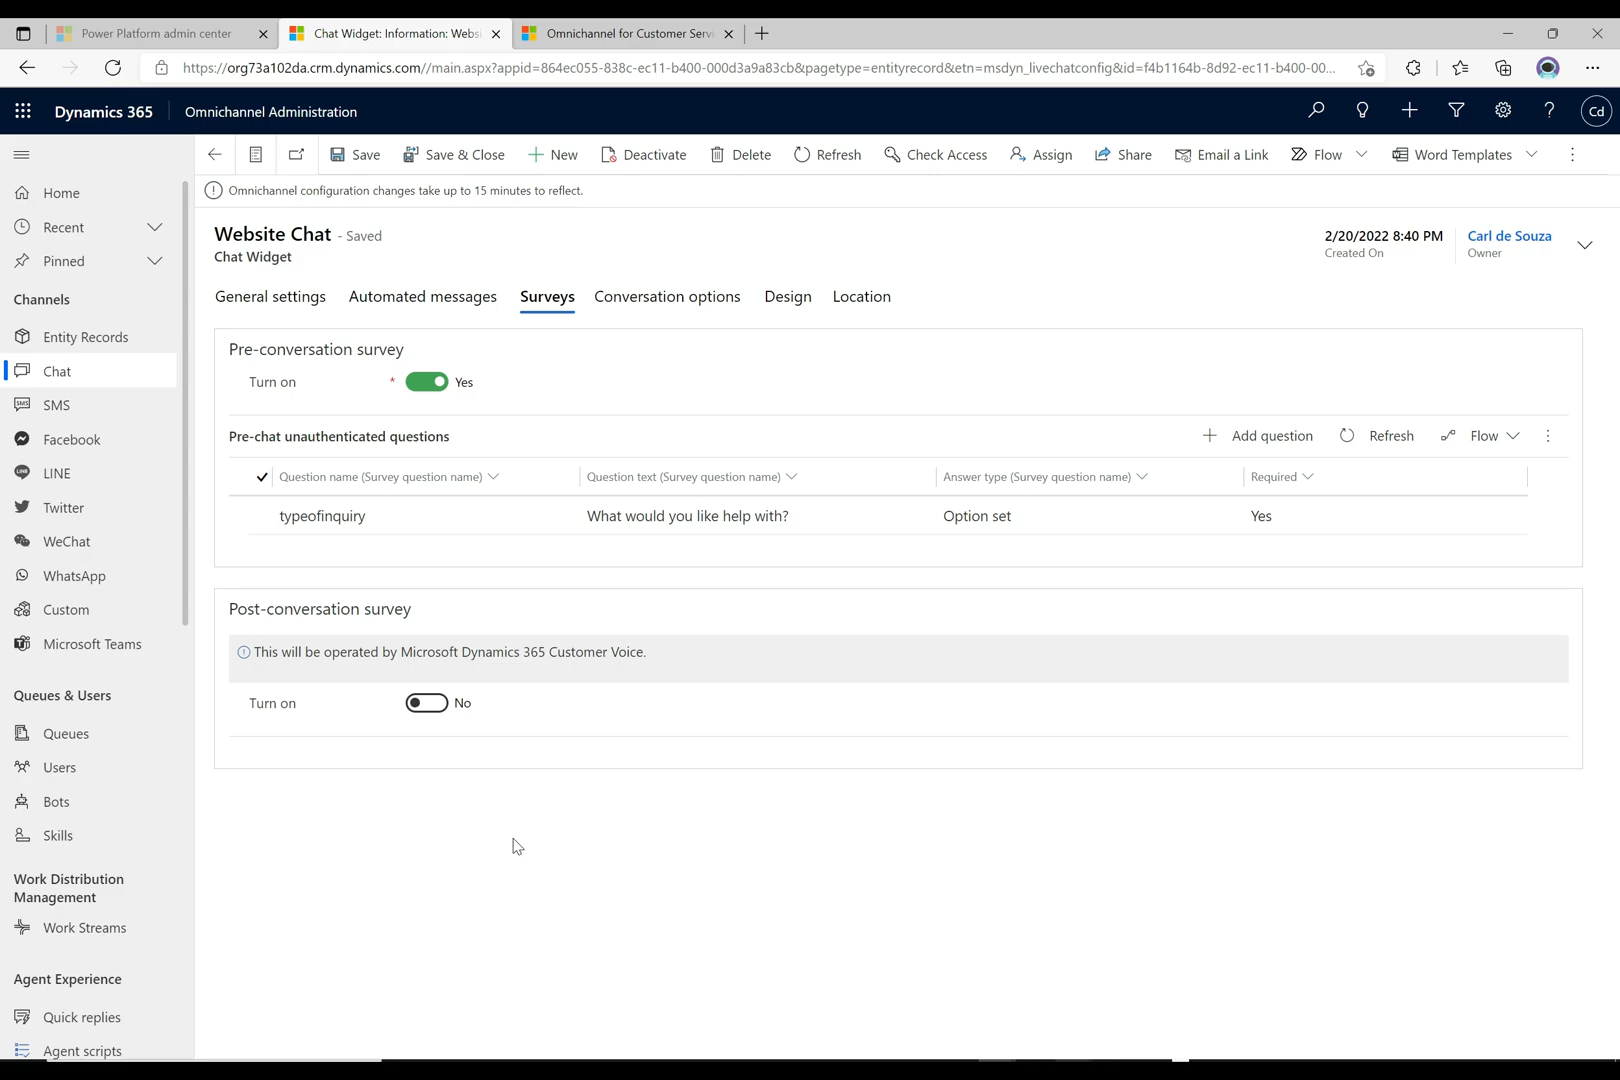 Power Platform admin center
Chat Widget: Information: Websi
Omnichannel for Customer Servi
https://org73a102da.crm.dynamics.com//main.aspx?appid=864ec055-838c-ec11-b400-000d3a9a83cb&pagetype=entityrecord&etn=msdyn_livechatconfig&id=f4b1164b-8d92-ec11-b400-00...
Dynamics 365
Omnichannel Administration
Cd
Save
Save & Close
New
Deactivate
Delete
Refresh
Check Access
Assign
Share
Email a Link
Flow
Word Templates
Omnichannel configuration changes take up to 15 minutes to reflect.
Home
Recent
Pinned
Channels
Entity Records
Chat
SMS
SMS
Facebook
LINE
LINE
Twitter
WeChat
WhatsApp
Custom
Microsoft Teams
Queues & Users
Queues
Users
Bots
Skills
Work Distribution
Management
Work Streams
Agent Experience
Quick replies
Agent scripts
Website Chat - Saved
Chat Widget
2/20/2022 8:40 PM
Created On
Carl de Souza
Owner
General settings
Automated messages
Surveys
Conversation options
Design
Location
Pre-conversation survey
Turn on * Yes
Pre-chat unauthenticated questions
Add question
Refresh
Flow
Question name (Survey question name)
Question text (Survey question name)
Answer type (Survey question name)
Required
typeofinquiry
What would you like help with?
Option set
Yes
Post-conversation survey
This will be operated by Microsoft Dynamics 365 Customer Voice.
Turn on No